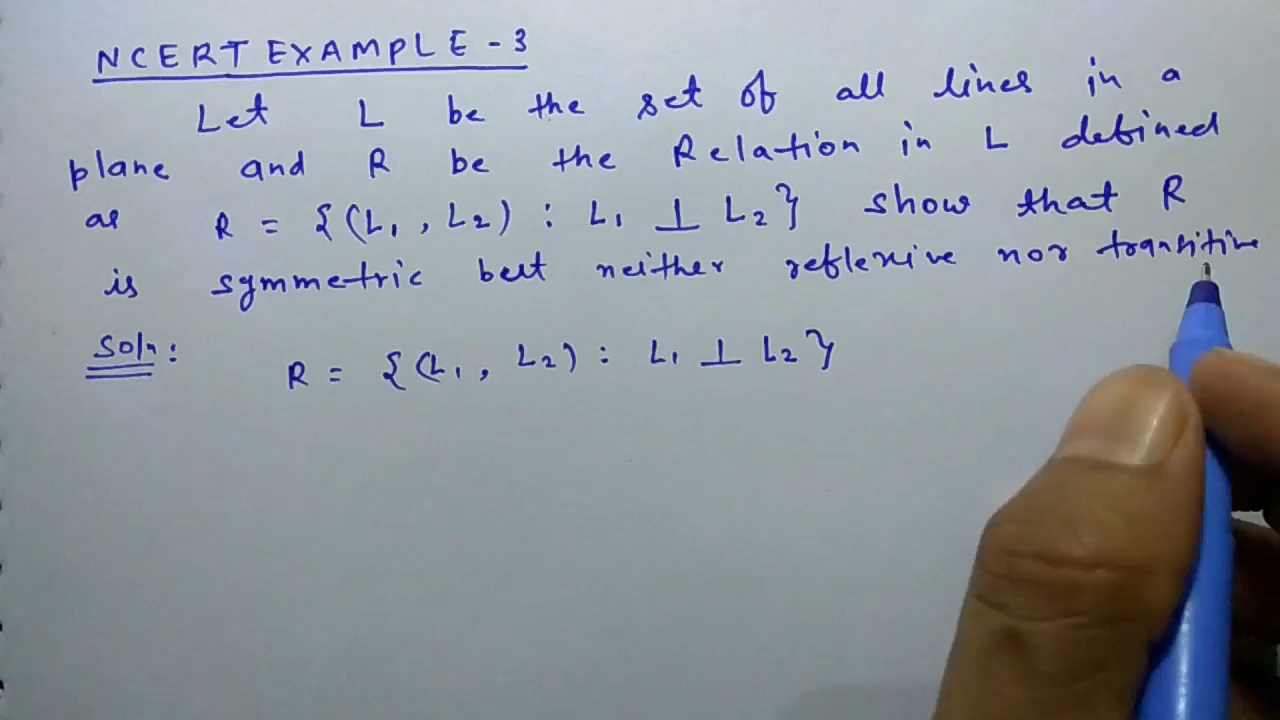 NCERT EXAMPLE - 3
Let L be the set of all lines in a
plane and R be the Relation in L defined
as R = {(L₁, L₂) : L₁ ⊥ L₂} show that R
is symmetric but neither reflexive nor transitive
Soln:
R = {(L₁, L₂) : L₁ ⊥ L₂}